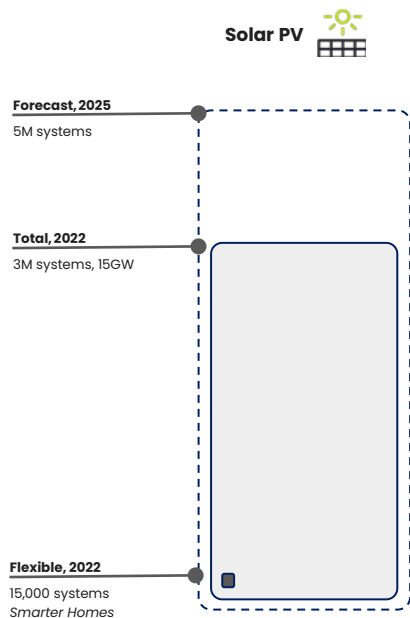 Solar PV
Forecast, 2025
5M systems
Total, 2022
3M systems, 15GW
Flexible, 2022
15,000 systems
Smarter Homes